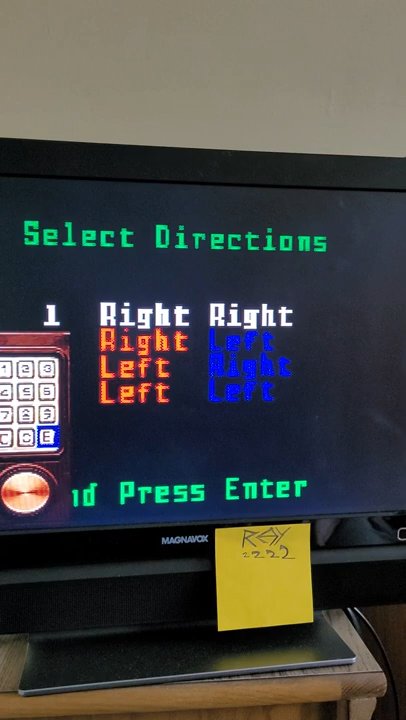 Select Directions
1 Right Right
Right Left
Left Right
Left Left
1 2 3
4 5 6
7 8 9
C 0 E
nd Press Enter
MAGNAVOX
RAY
2222